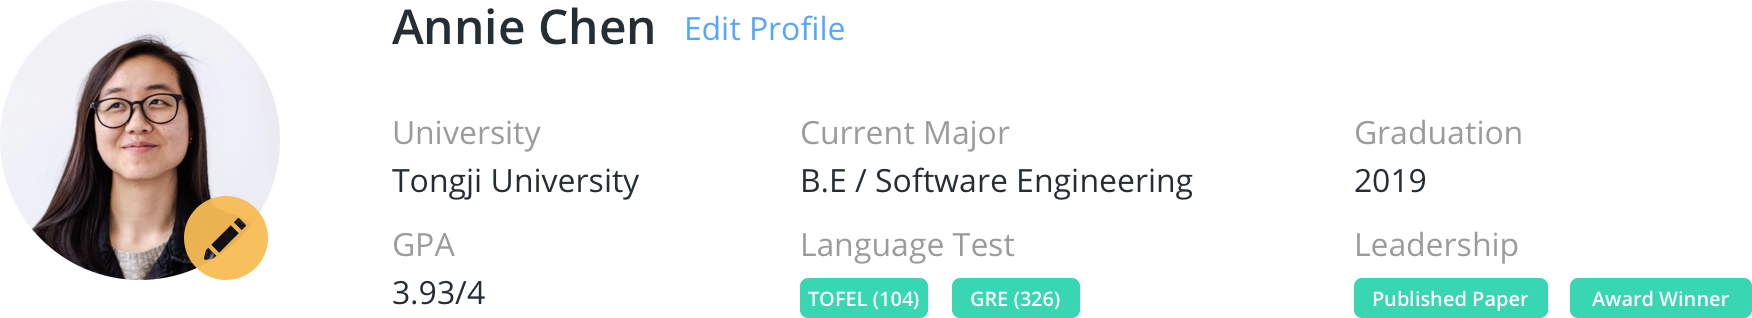 Annie Chen Edit Profile
University Current Major Graduation
Tongji University B.E / Software Engineering 2019
GPA Language Test Leadership
3.93/4 TOFEL (104) GRE (326) Published Paper Award Winner